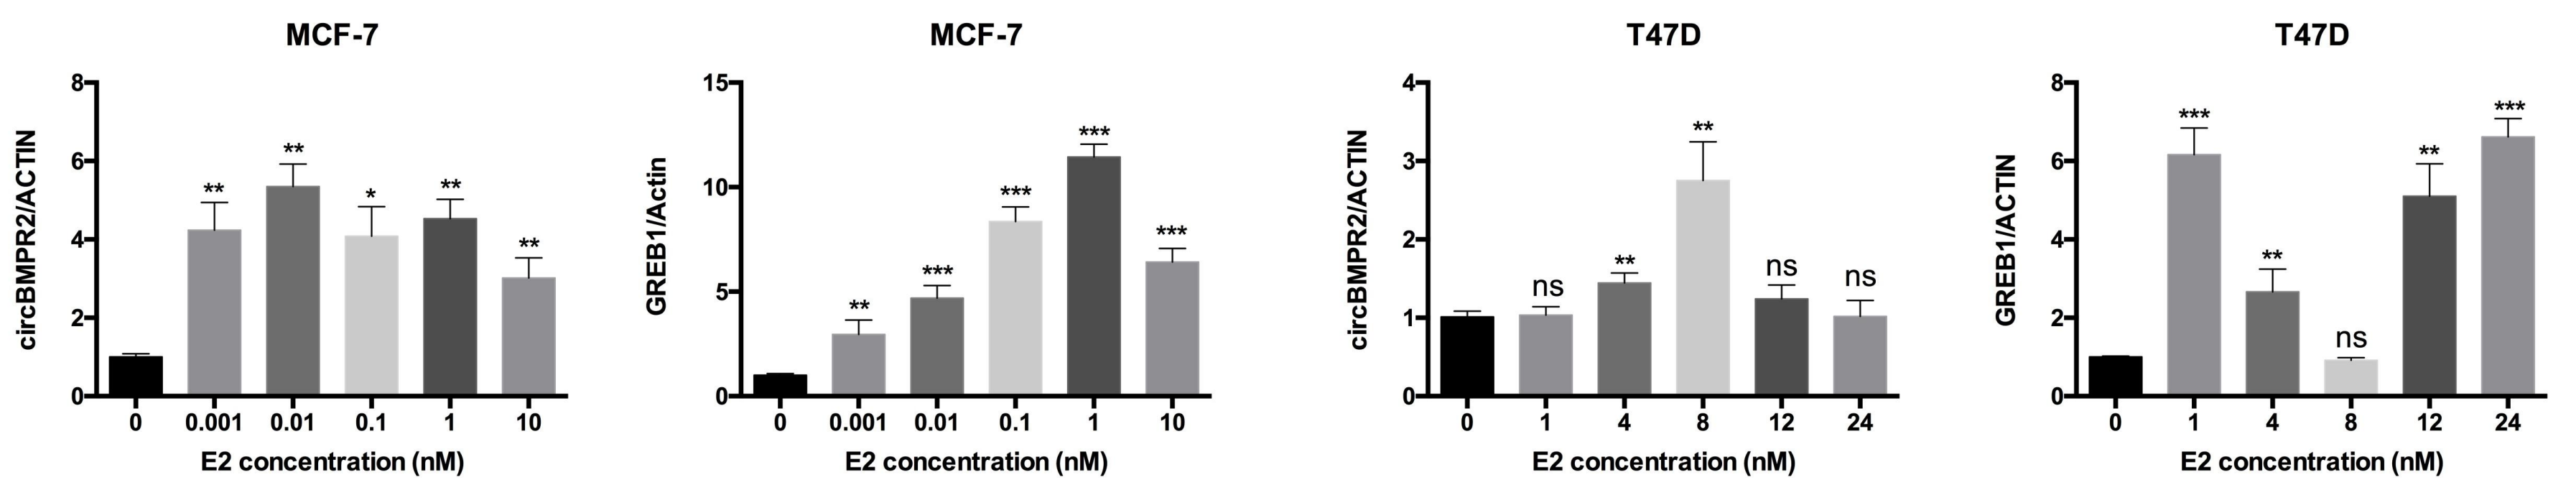 MCF-7
circBMPR2/ACTIN
8
6
4
2
0
**
**
*
**
**
0 0.001 0.01 0.1 1 10
E2 concentration (nM)
MCF-7
GREB1/Actin
15
10
5
0
**
***
***
***
***
0 0.001 0.01 0.1 1 10
E2 concentration (nM)
T47D
circBMPR2/ACTIN
4
3
2
1
0
ns
**
**
ns
ns
0 1 4 8 12 24
E2 concentration (nM)
T47D
GREB1/ACTIN
8
6
4
2
0
***
**
ns
**
***
0 1 4 8 12 24
E2 concentration (nM)